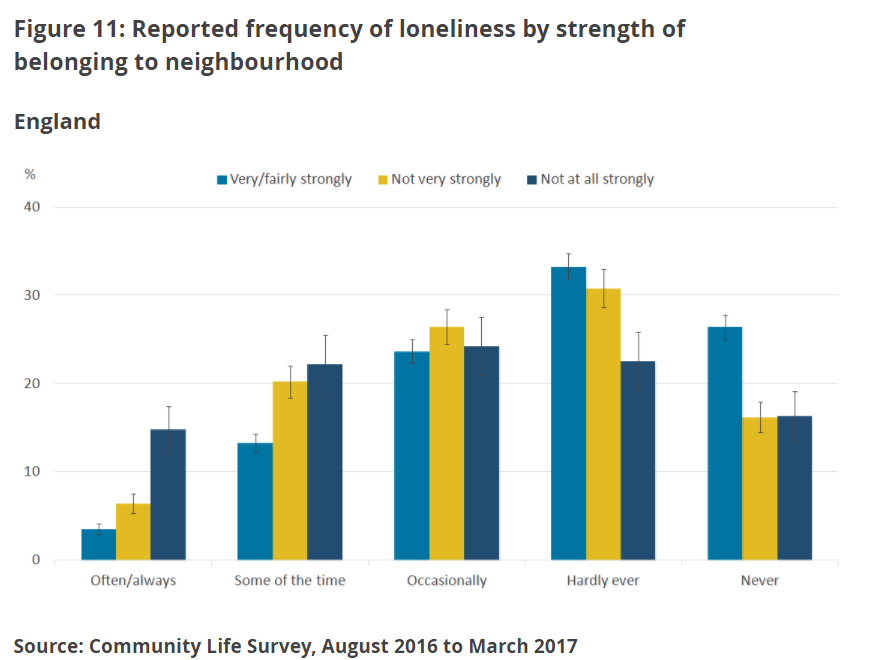 Figure 11: Reported frequency of loneliness by strength of
belonging to neighbourhood
England
%
Very/fairly strongly Not very strongly Not at all strongly
40
30
20
10
0
Often/always Some of the time Occasionally Hardly ever Never
Source: Community Life Survey, August 2016 to March 2017